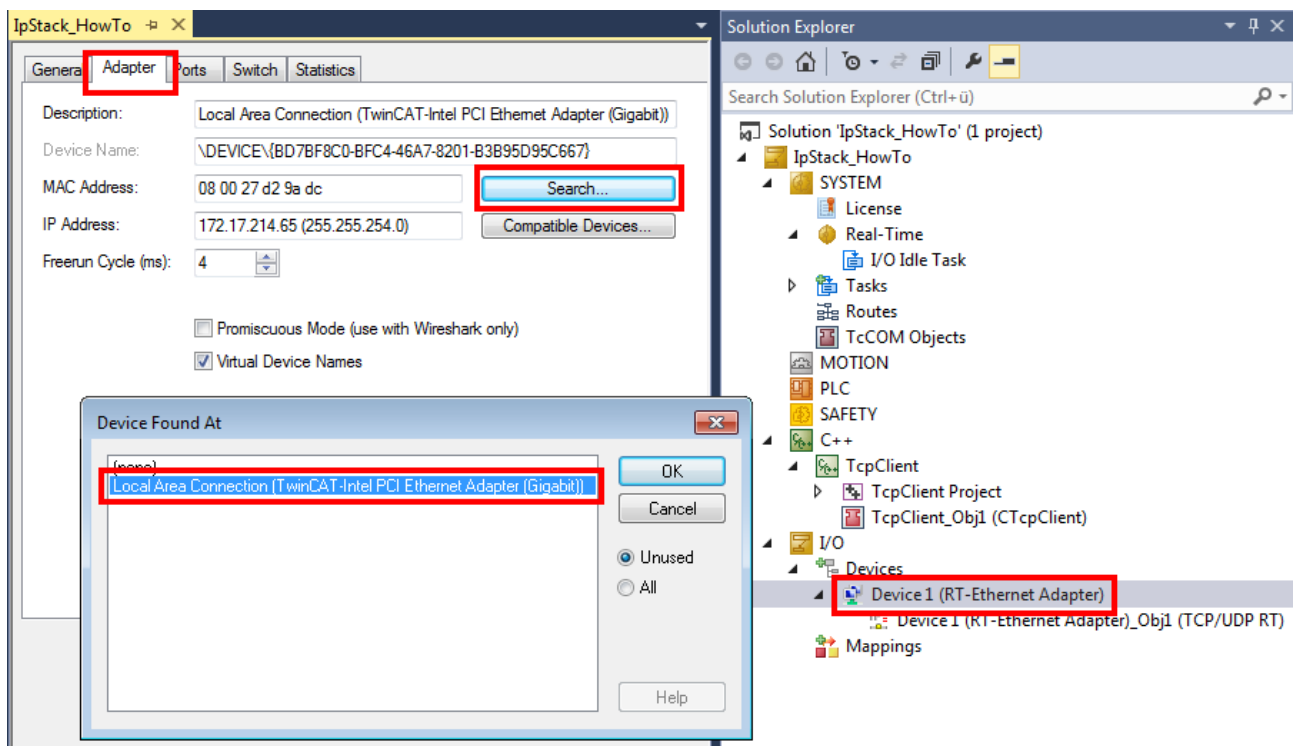 IpStack_HowTo
General Adapter Ports Switch Statistics
Description: Local Area Connection (TwinCAT-Intel PCI Ethernet Adapter (Gigabit))
Device Name: \DEVICE\{BD7BF8C0-BFC4-46A7-8201-B3B95D95C667}
MAC Address: 08 00 27 d2 9a dc Search...
IP Address: 172.17.214.65 (255.255.254.0) Compatible Devices...
Freerun Cycle (ms): 4
Promiscuous Mode (use with Wireshark only)
Virtual Device Names
Device Found At
(none)
Local Area Connection (TwinCAT-Intel PCI Ethernet Adapter (Gigabit))
OK
Cancel
Unused
All
Help
Solution Explorer
Search Solution Explorer (Ctrl+ü)
Solution 'IpStack_HowTo' (1 project)
IpStack_HowTo
SYSTEM
License
Real-Time
I/O Idle Task
Tasks
Routes
TcCOM Objects
MOTION
PLC
SAFETY
C++
TcpClient
TcpClient Project
TcpClient_Obj1 (CTcpClient)
I/O
Devices
Device 1 (RT-Ethernet Adapter)
Device 1 (RT-Ethernet Adapter)_Obj1 (TCP/UDP RT)
Mappings